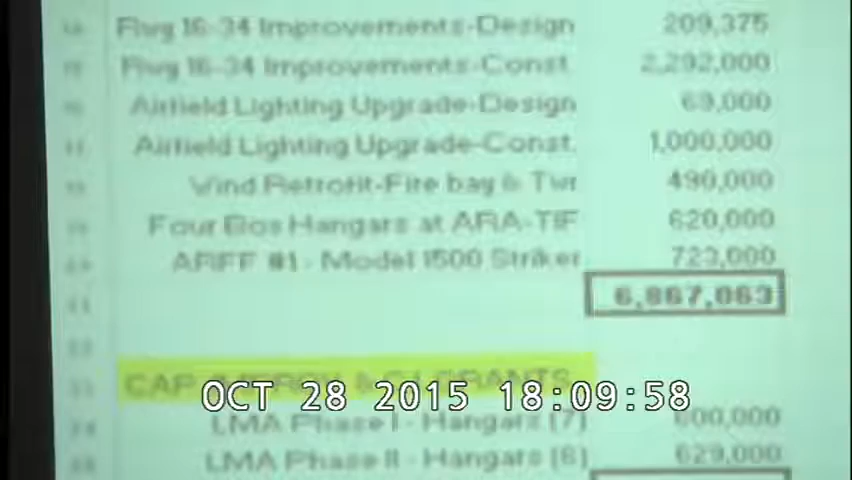 Rwy 16-34 Improvements-Design 209,375
Rwy 16-34 Improvements-Const. 2,292,000
Airfield Lighting Upgrade-Design 69,000
Airfield Lighting Upgrade-Const. 1,000,000
Wind Retrofit-Fire bay & Twr 490,000
Four Box Hangars at ARA-TIF 620,000
ARFF #1 - Model 1500 Striker 723,000
6,867,063
OCT 28 2015 18:09:58
LMA Phase I - Hangars (7) 600,000
LMA Phase II - Hangars (6) 629,000